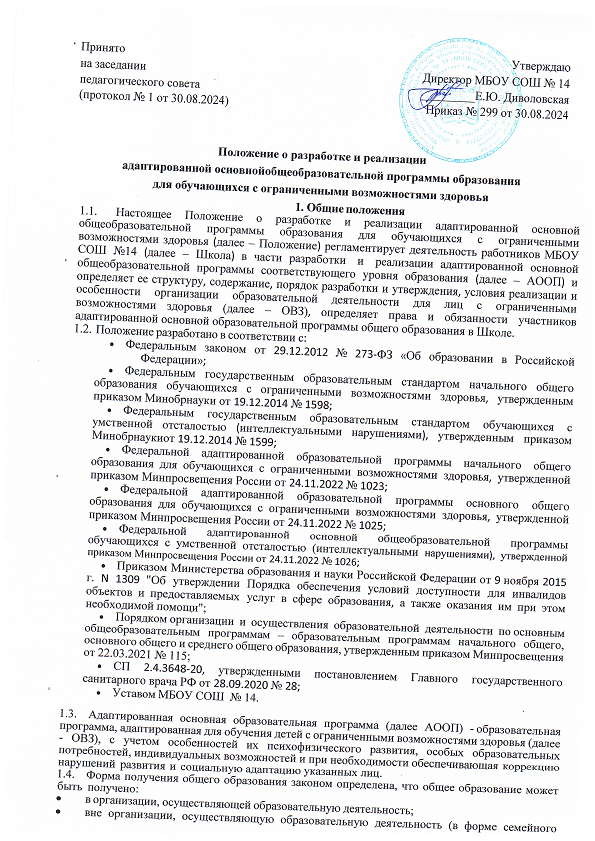 Принято
на заседании
педагогического совета
(протокол № 1 от 30.08.2024)
Утверждаю
Директор МБОУ СОШ № 14
Е.Ю. Диволовская
Приказ № 299 от 30.08.2024
Положение о разработке и реализации
адаптированной основнойобщеобразовательной программы образования
для обучающихся с ограниченными возможностями здоровья
1. Общие положения
1.1. Настоящее Положение о разработке и реализации адаптированной основной
общеобразовательной программы образования для обучающихся с ограниченными
возможностями здоровья (далее – Положение) регламентирует деятельность работников МБОУ
СОШ №14 (далее – Школа) в части разработки и реализации адаптированной основной
общеобразовательной программы соответствующего уровня образования (далее – АООП) и
определяет ее структуру, содержание, порядок разработки и утверждения, условия реализации и
особенности организации образовательной деятельности для лиц с ограниченными
возможностями здоровья (далее – ОВЗ), определяет права и обязанности участников
адаптированной основной образовательной программы общего образования в Школе.
1.2. Положение разработано в соответствии с:
• Федеральным законом от 29.12.2012 № 273-ФЗ «Об образовании в Российской
Федерации»;
• Федеральным государственным образовательным стандартом начального общего
образования обучающихся с ограниченными возможностями здоровья, утвержденным
приказом Минобрнауки от 19.12.2014 № 1598;
• Федеральным государственным образовательным стандартом обучающихся с
умственной отсталостью (интеллектуальными нарушениями), утвержденным приказом
Минобрнаукиот 19.12.2014 № 1599;
• Федеральной адаптированной образовательной программы начального общего
образования для обучающихся с ограниченными возможностями здоровья, утвержденной
приказом Минпросвещения России от 24.11.2022 № 1023;
• Федеральной адаптированной образовательной программы основного общего
образования для обучающихся с ограниченными возможностями здоровья, утвержденной
приказом Минпросвещения России от 24.11.2022 № 1025;
• Федеральной адаптированной основной общеобразовательной программы
обучающихся с умственной отсталостью (интеллектуальными нарушениями), утвержденной
приказом Минпросвещения России от 24.11.2022 № 1026;
• Приказом Министерства образования и науки Российской Федерации от 9 ноября 2015
г. N 1309 "Об утверждении Порядка обеспечения условий доступности для инвалидов
объектов и предоставляемых услуг в сфере образования, а также оказания им при этом
необходимой помощи";
• Порядком организации и осуществления образовательной деятельности по основным
общеобразовательным программам – образовательным программам начального общего,
основного общего и среднего общего образования, утвержденным приказом Минпросвещения
от 22.03.2021 № 115;
• СП 2.4.3648-20, утвержденными постановлением Главного государственного
санитарного врача РФ от 28.09.2020 № 28;
• Уставом МБОУ СОШ № 14.
1.3. Адаптированная основная образовательная программа (далее АООП) - образовательная
программа, адаптированная для обучения детей с ограниченными возможностями здоровья (далее
- ОВЗ), с учетом особенностей их психофизического развития, особых образовательных
потребностей, индивидуальных возможностей и при необходимости обеспечивающая коррекцию
нарушений развития и социальную адаптацию указанных лиц.
1.4. Форма получения общего образования законом определена, что общее образование может
быть получено:
• в организации, осуществляющей образовательную деятельность;
• вне организации, осуществляющую образовательную деятельность (в форме семейного